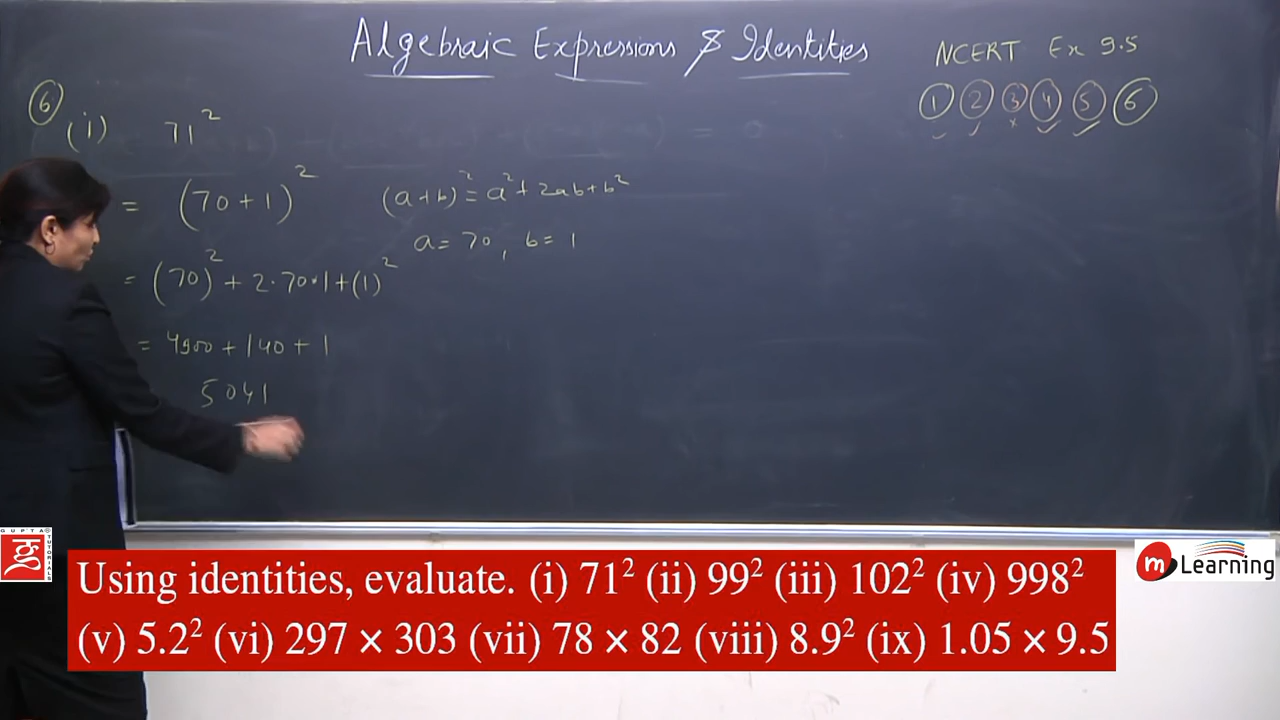 Algebraic Expressions & Identities
NCERT Ex 9.5
1 2 3 4 5 6
6
(i) 71²
= (70+1)² (a+b)² = a²+2ab+b²
a = 70, b = 1
= (70)² + 2·70·1+(1)²
= 4900+140+1
5041
GUPTA TUTORIALS
m Learning
Using identities, evaluate. (i) 71² (ii) 99² (iii) 102² (iv) 998²
(v) 5.2² (vi) 297 × 303 (vii) 78 × 82 (viii) 8.9² (ix) 1.05 × 9.5